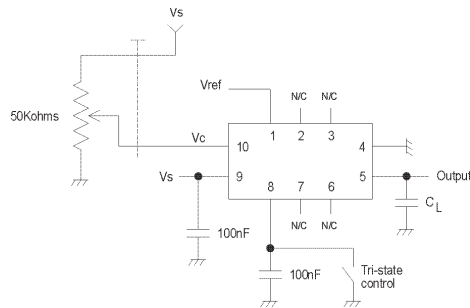 Vs
50Kohms
Vref
N/C N/C
Vc
1 2 3
10 4
Vs 9 5 Output
8 7 6
C L
N/C N/C
100nF
100nF
Tri-state
control